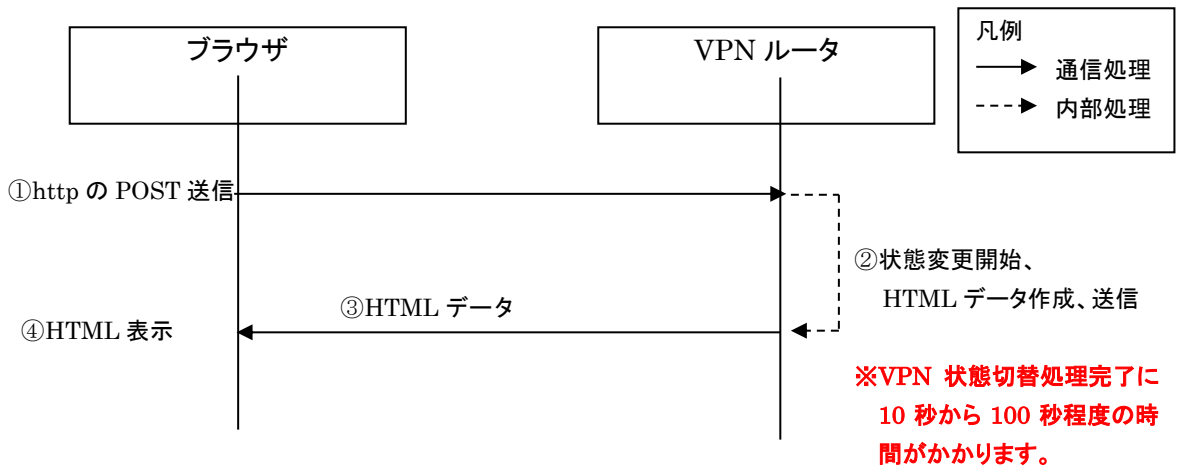 ブラウザ
VPN ルータ
凡例
通信処理
内部処理
①http の POST 送信
②状態変更開始、
HTML データ作成、送信
③HTML データ
④HTML 表示
※VPN 状態切替処理完了に
10 秒から 100 秒程度の時
間がかかります。